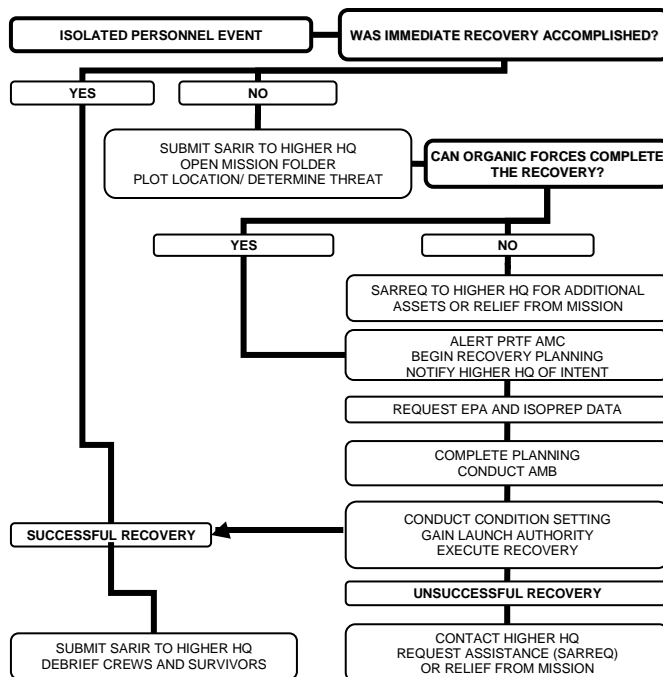 ISOLATED PERSONNEL EVENT
WAS IMMEDIATE RECOVERY ACCOMPLISHED?
YES
NO
SUBMIT SARIR TO HIGHER HQ
OPEN MISSION FOLDER
PLOT LOCATION/ DETERMINE THREAT
CAN ORGANIC FORCES COMPLETE
THE RECOVERY?
YES
NO
SARREQ TO HIGHER HQ FOR ADDITIONAL
ASSETS OR RELIEF FROM MISSION
ALERT PRTF AMC
BEGIN RECOVERY PLANNING
NOTIFY HIGHER HQ OF INTENT
REQUEST EPA AND ISOPREP DATA
COMPLETE PLANNING
CONDUCT AMB
SUCCESSFUL RECOVERY
CONDUCT CONDITION SETTING
GAIN LAUNCH AUTHORITY
EXECUTE RECOVERY
UNSUCCESSFUL RECOVERY
SUBMIT SARIR TO HIGHER HQ
DEBRIEF CREWS AND SURVIVORS
CONTACT HIGHER HQ
REQUEST ASSISTANCE (SARREQ)
OR RELIEF FROM MISSION